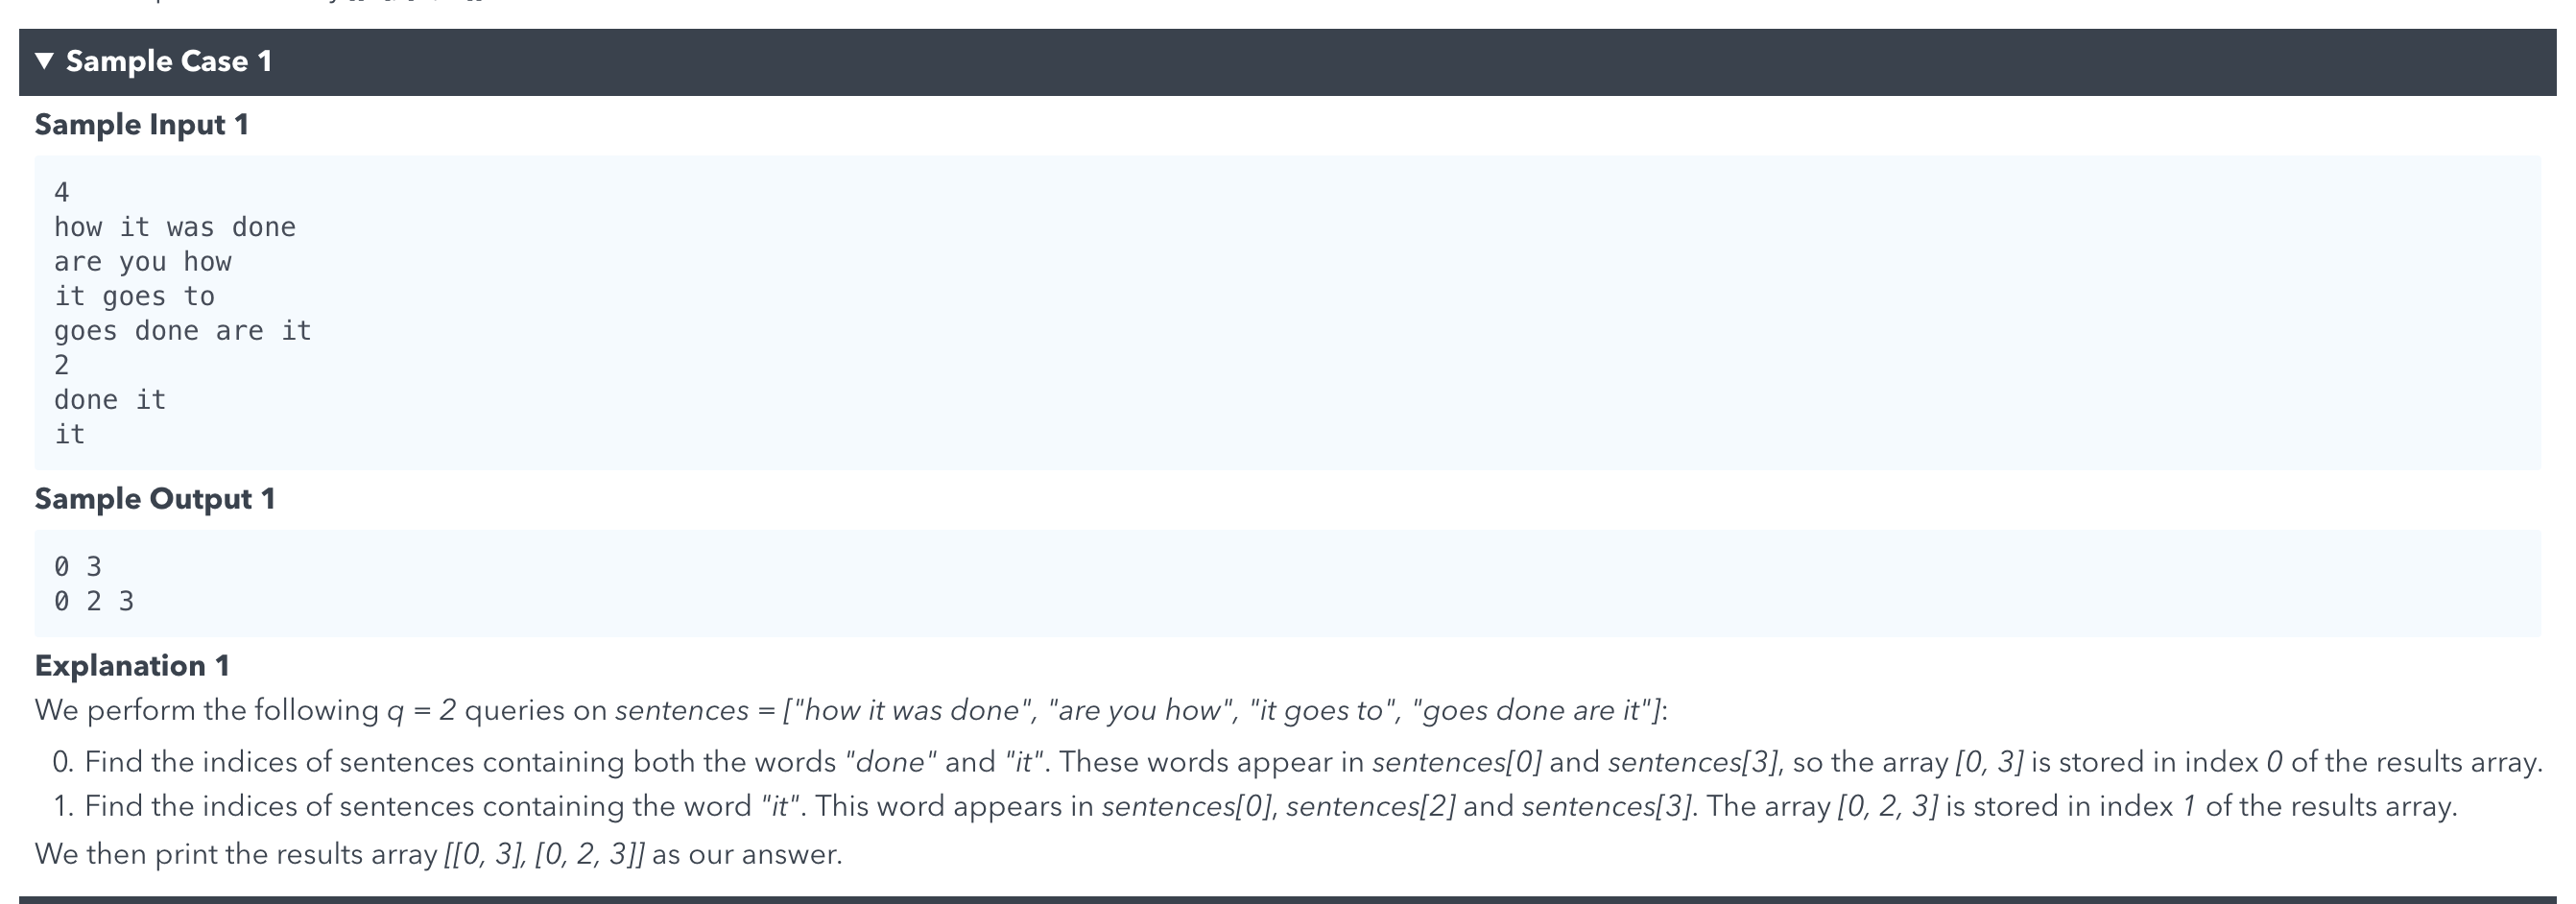 Sample Case 1
Sample Input 1
4
how it was done
are you how
it goes to
goes done are it
2
done it
it
Sample Output 1
0 3
0 2 3
Explanation 1
We perform the following q = 2 queries on sentences = ["how it was done", "are you how", "it goes to", "goes done are it"]:
0. Find the indices of sentences containing both the words "done" and "it". These words appear in sentences[0] and sentences[3], so the array [0, 3] is stored in index 0 of the results array.
1. Find the indices of sentences containing the word "it". This word appears in sentences[0], sentences[2] and sentences[3]. The array [0, 2, 3] is stored in index 1 of the results array.
We then print the results array [[0, 3], [0, 2, 3]] as our answer.